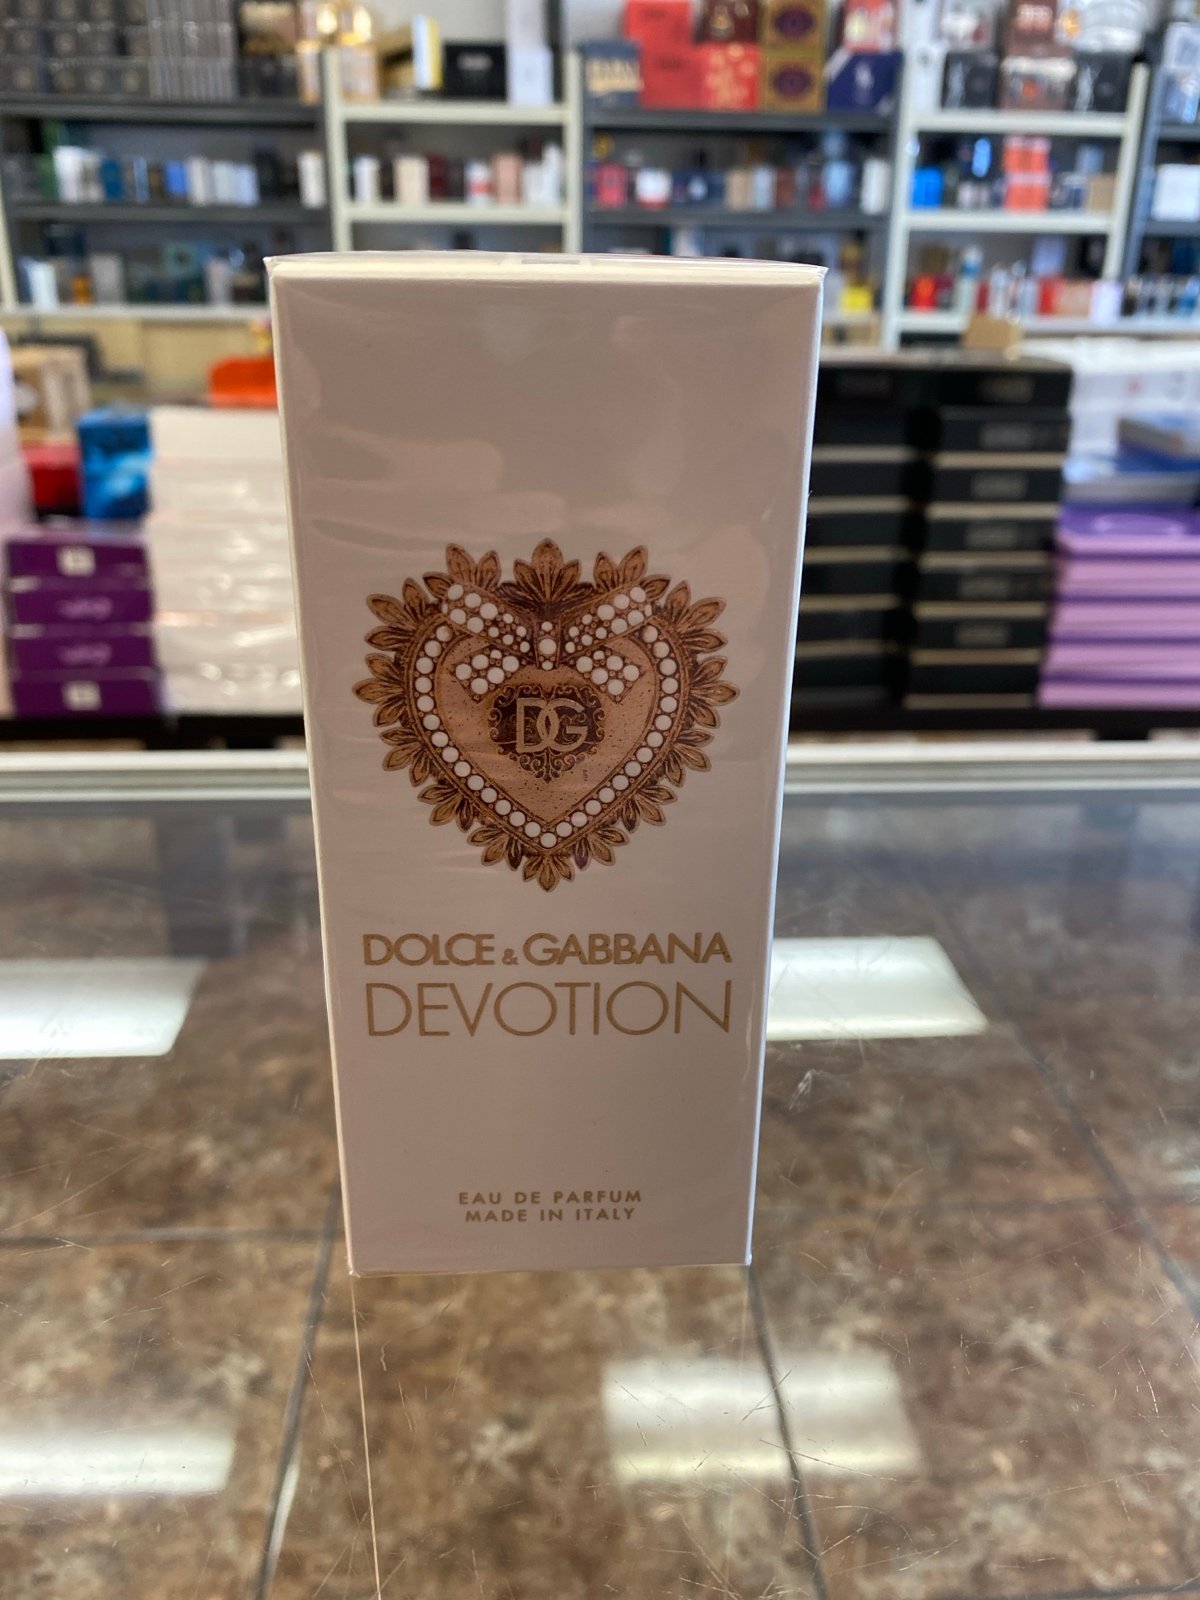 DG
DOLCE & GABBANA
DEVOTION
EAU DE PARFUM
MADE IN ITALY